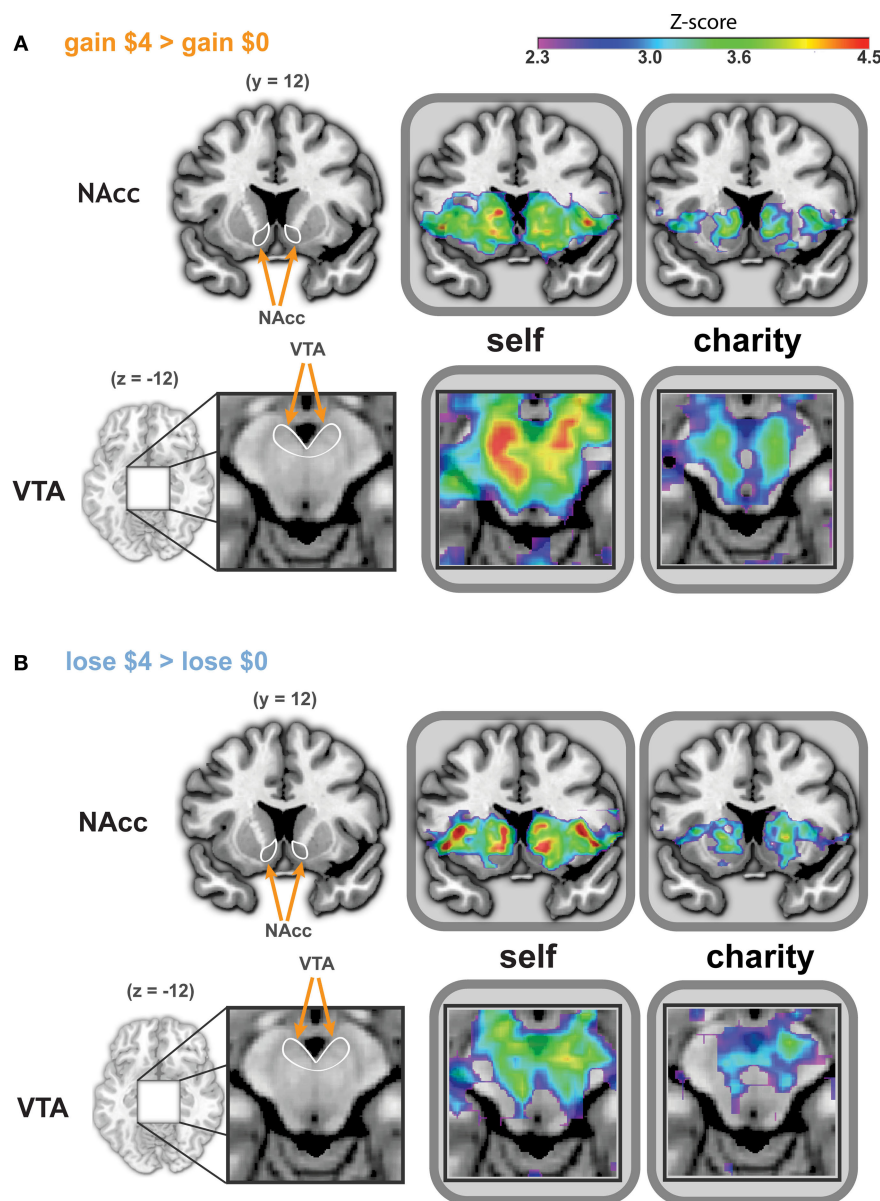 A gain $4 > gain $0
Z-score
2.3 3.0 3.6 4.5
(y = 12)
NAcc
NAcc
self charity
VTA
(z = -12)
VTA
B lose $4 > lose $0
(y = 12)
NAcc
NAcc
self charity
VTA
(z = -12)
VTA